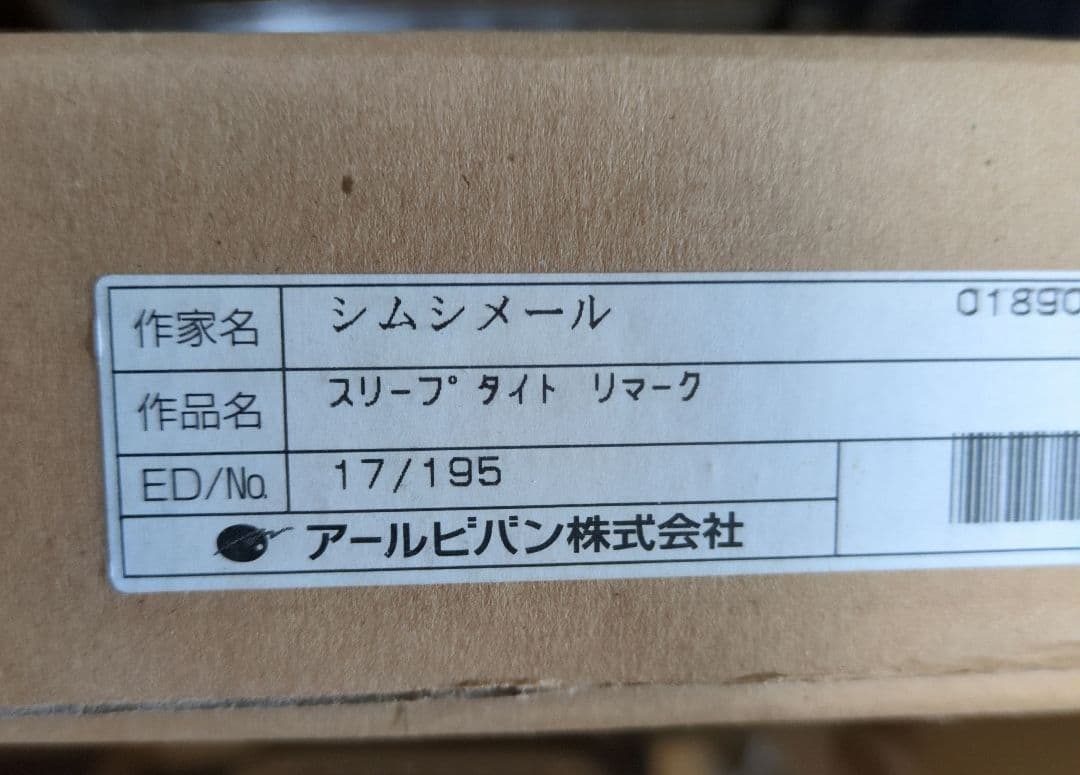 作家名 シムシメール 01890
作品名 スリープ タイト リマーク
ED/No. 17/195
アールビバン株式会社